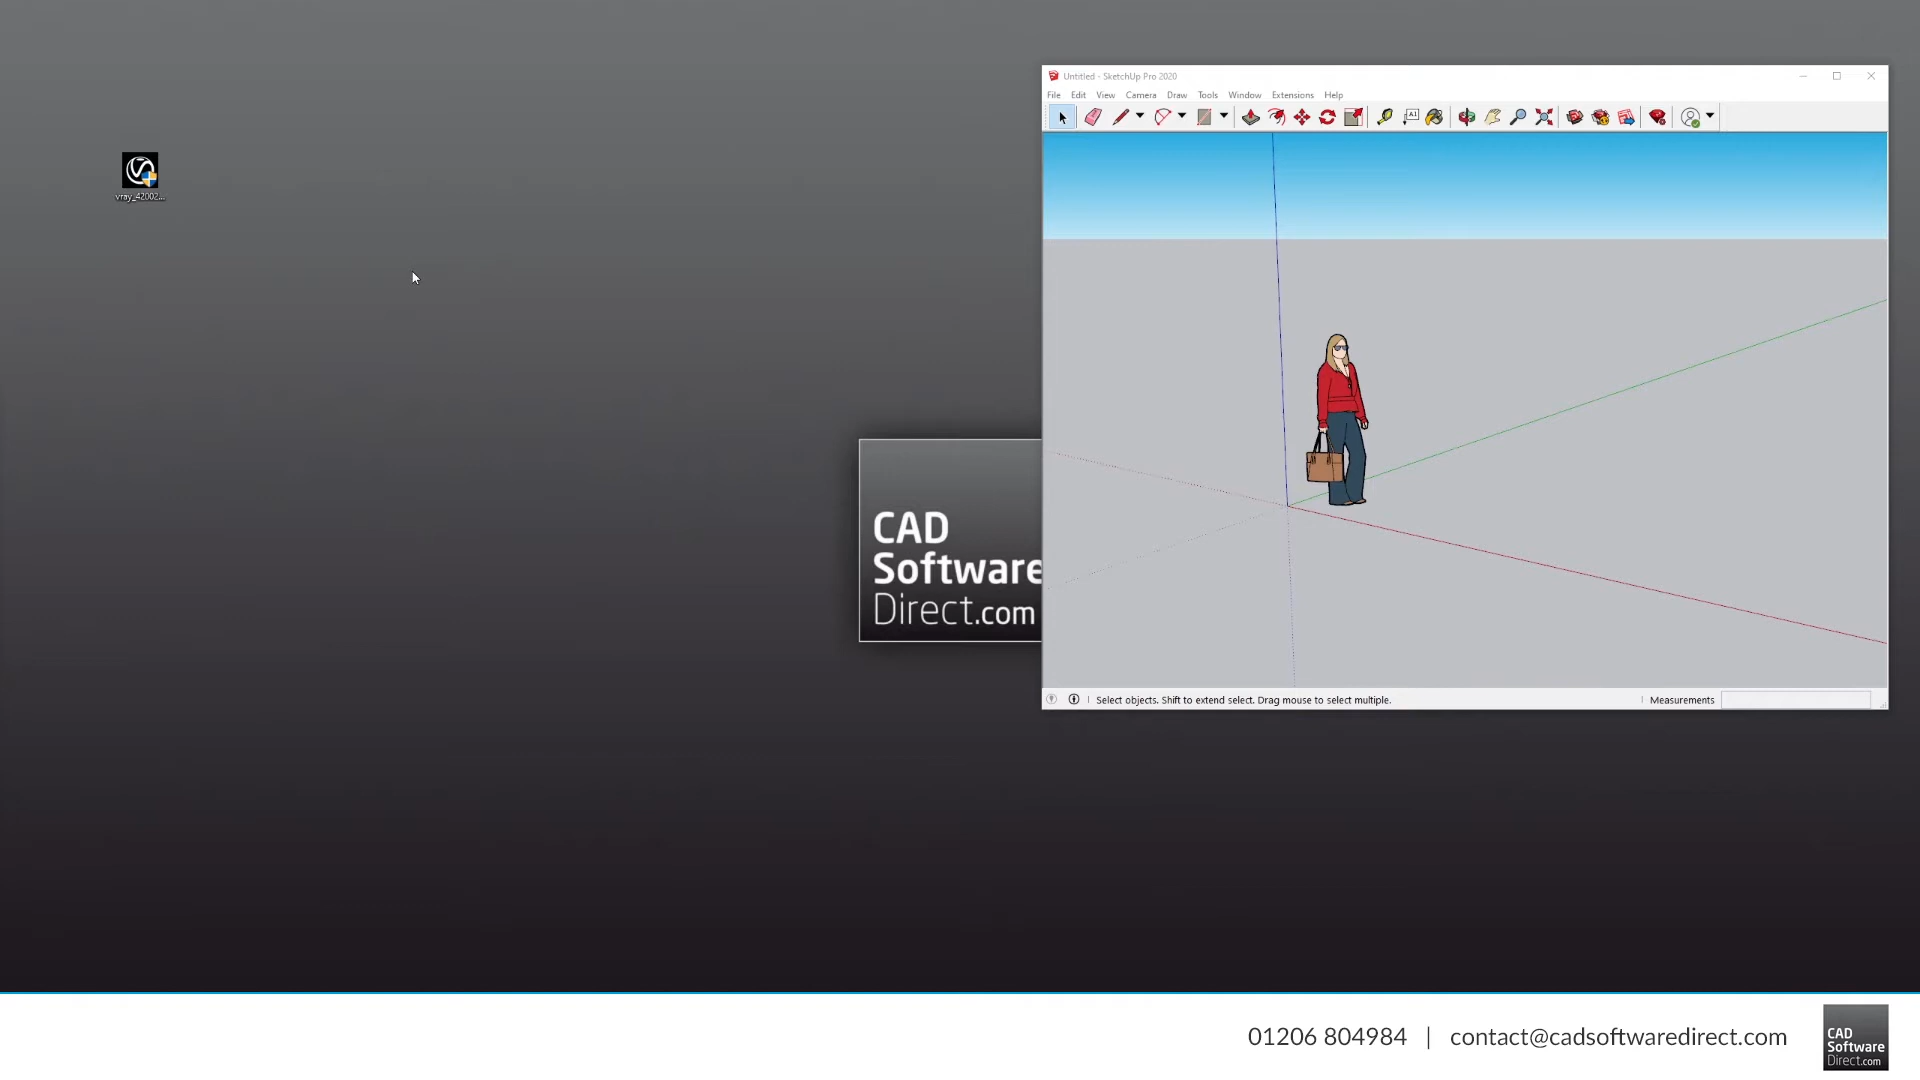 Untitled - SketchUp Pro 2020
File Edit View Camera Draw Tools Window Extensions Help
A1
vray_42002...
CAD
Software
Direct.com
Select objects. Shift to extend select. Drag mouse to select multiple.
Measurements
01206 804984 | contact@cadsoftwaredirect.com
CAD
Software
Direct.com